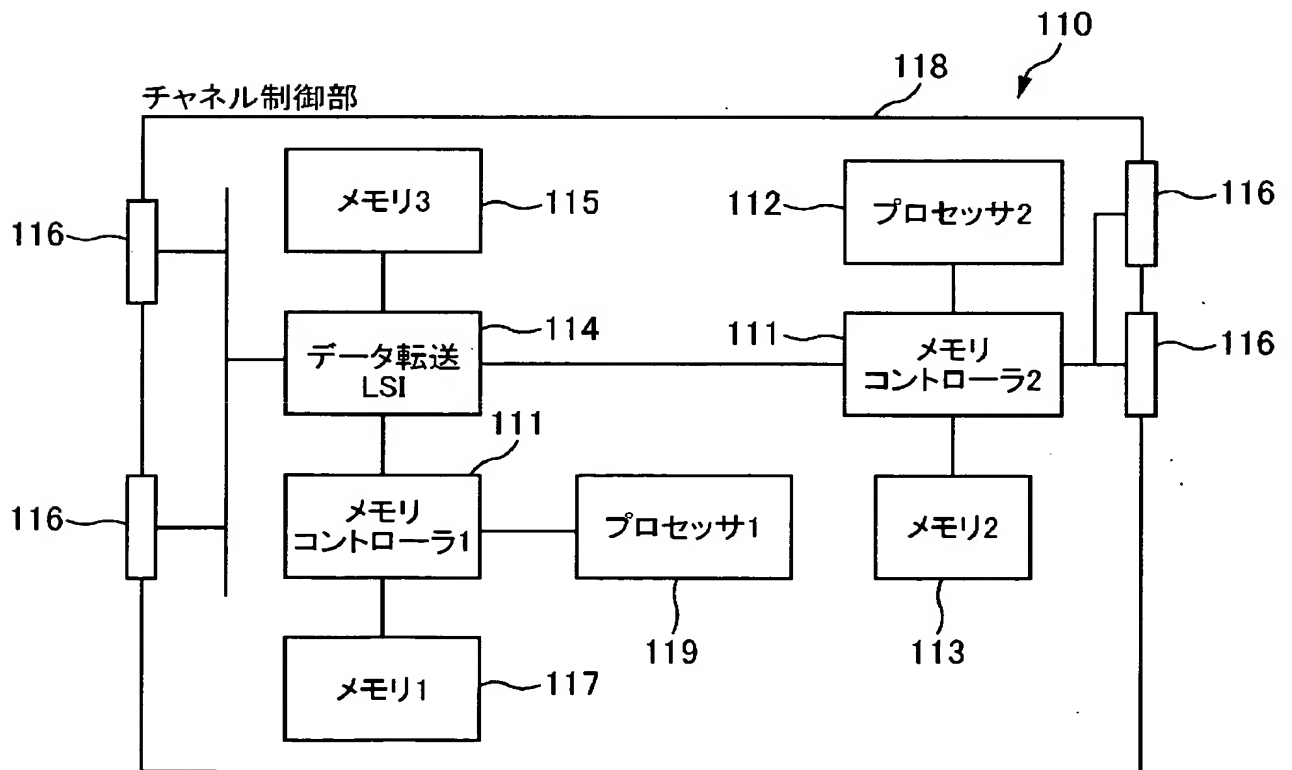 110
118
チャネル制御部
116
メモリ3
115
112
プロセッサ2
116
データ転送
LSI
114
111
メモリ
コントローラ2
116
111
116
メモリ
コントローラ1
プロセッサ1
メモリ2
119
113
メモリ1
117